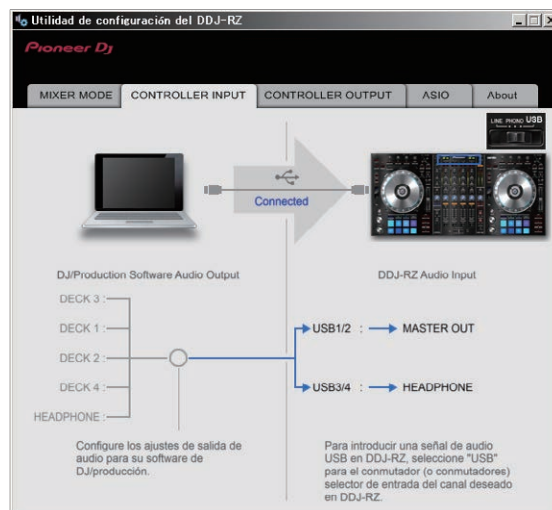 Utilidad de configuración del DDJ-RZ
Pioneer Dj
MIXER MODE
CONTROLLER INPUT
CONTROLLER OUTPUT
ASIO
About
LINE PHONO USB
Connected
DJ/Production Software Audio Output
DDJ-RZ Audio Input
DECK 3 :
DECK 1 :
DECK 2 :
DECK 4 :
HEADPHONE :
USB1/2 : MASTER OUT
USB3/4 : HEADPHONE
Configure los ajustes de salida de
audio para su software de
DJ/producción.
Para introducir una señal de audio
USB en DDJ-RZ, seleccione "USB"
para el conmutador (o conmutadores)
selector de entrada del canal deseado
en DDJ-RZ.